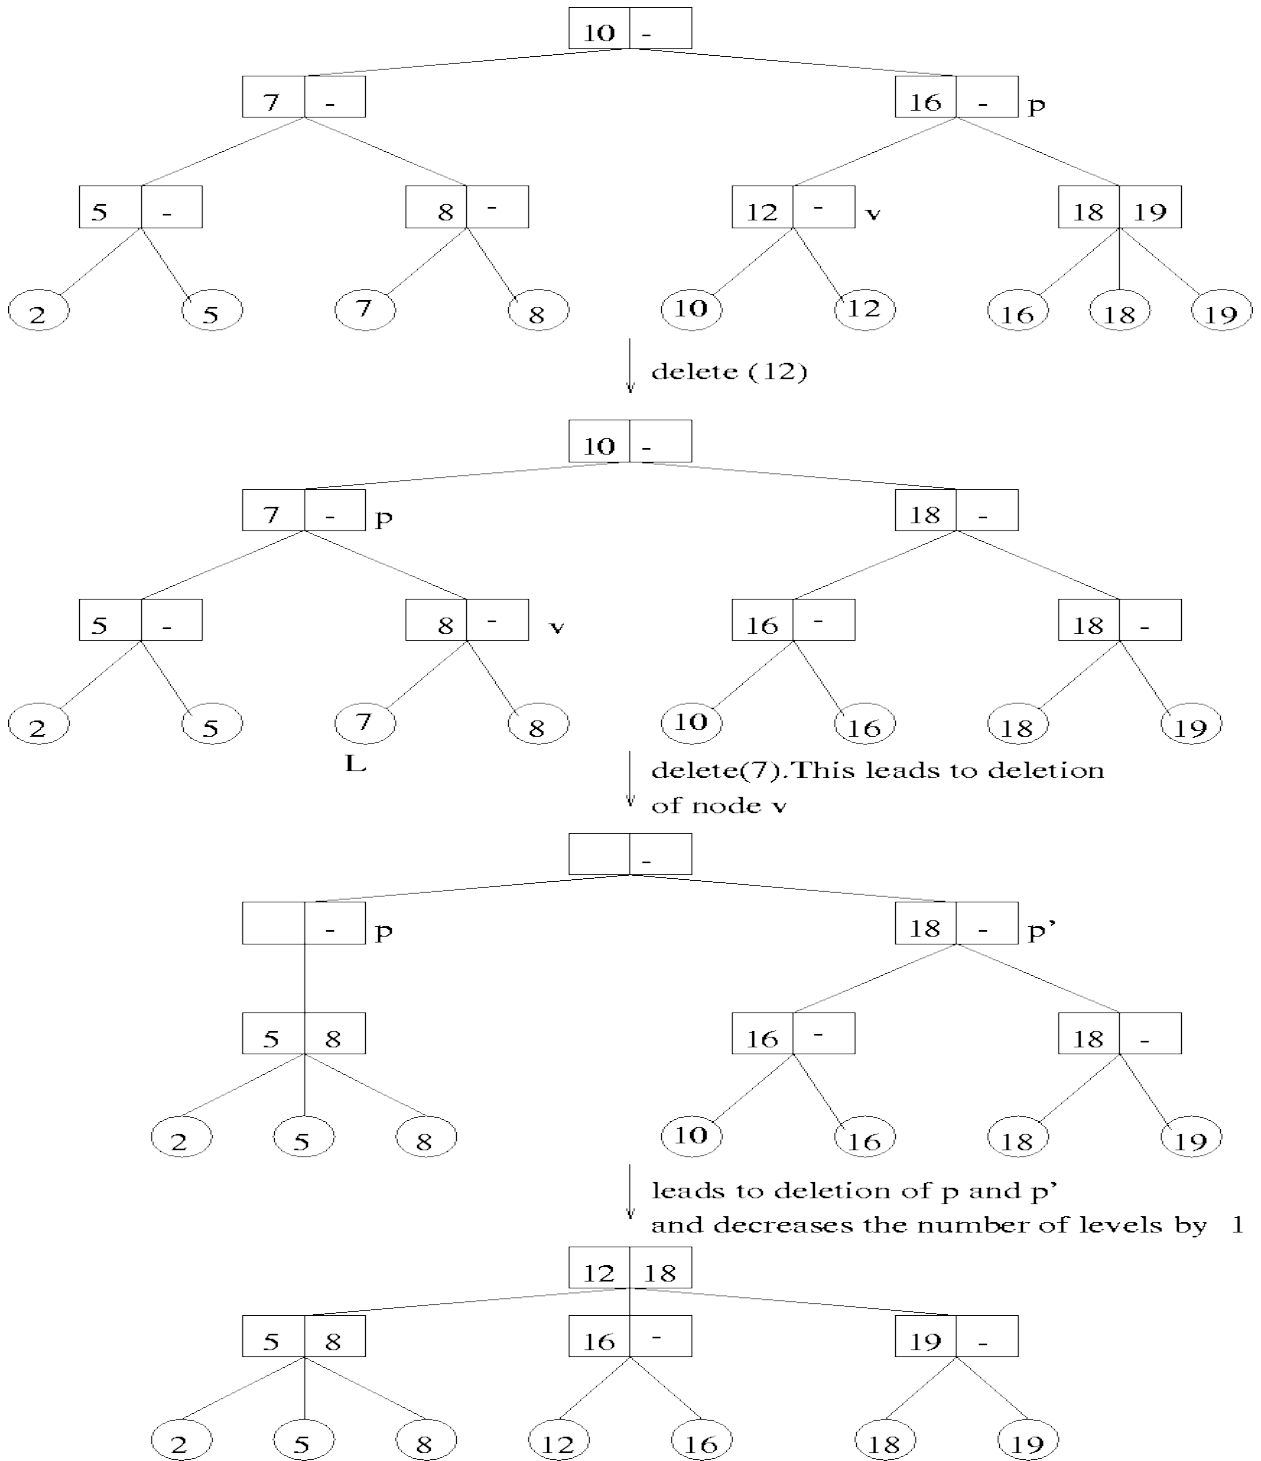 10 -
7 - 16 - p
5 - 8 - 12 - v 18 19
2 5 7 8 10 12 16 18 19
delete (12)
10 -
7 - p 18 -
5 - 8 - v 16 - 18 -
2 5 7 8 10 16 18 19
L
delete(7).This leads to deletion
of node v
-
- p 18 - p'
5 8 16 - 18 -
2 5 8 10 16 18 19
leads to deletion of p and p'
and decreases the number of levels by 1
12 18
5 8 16 - 19 -
2 5 8 12 16 18 19